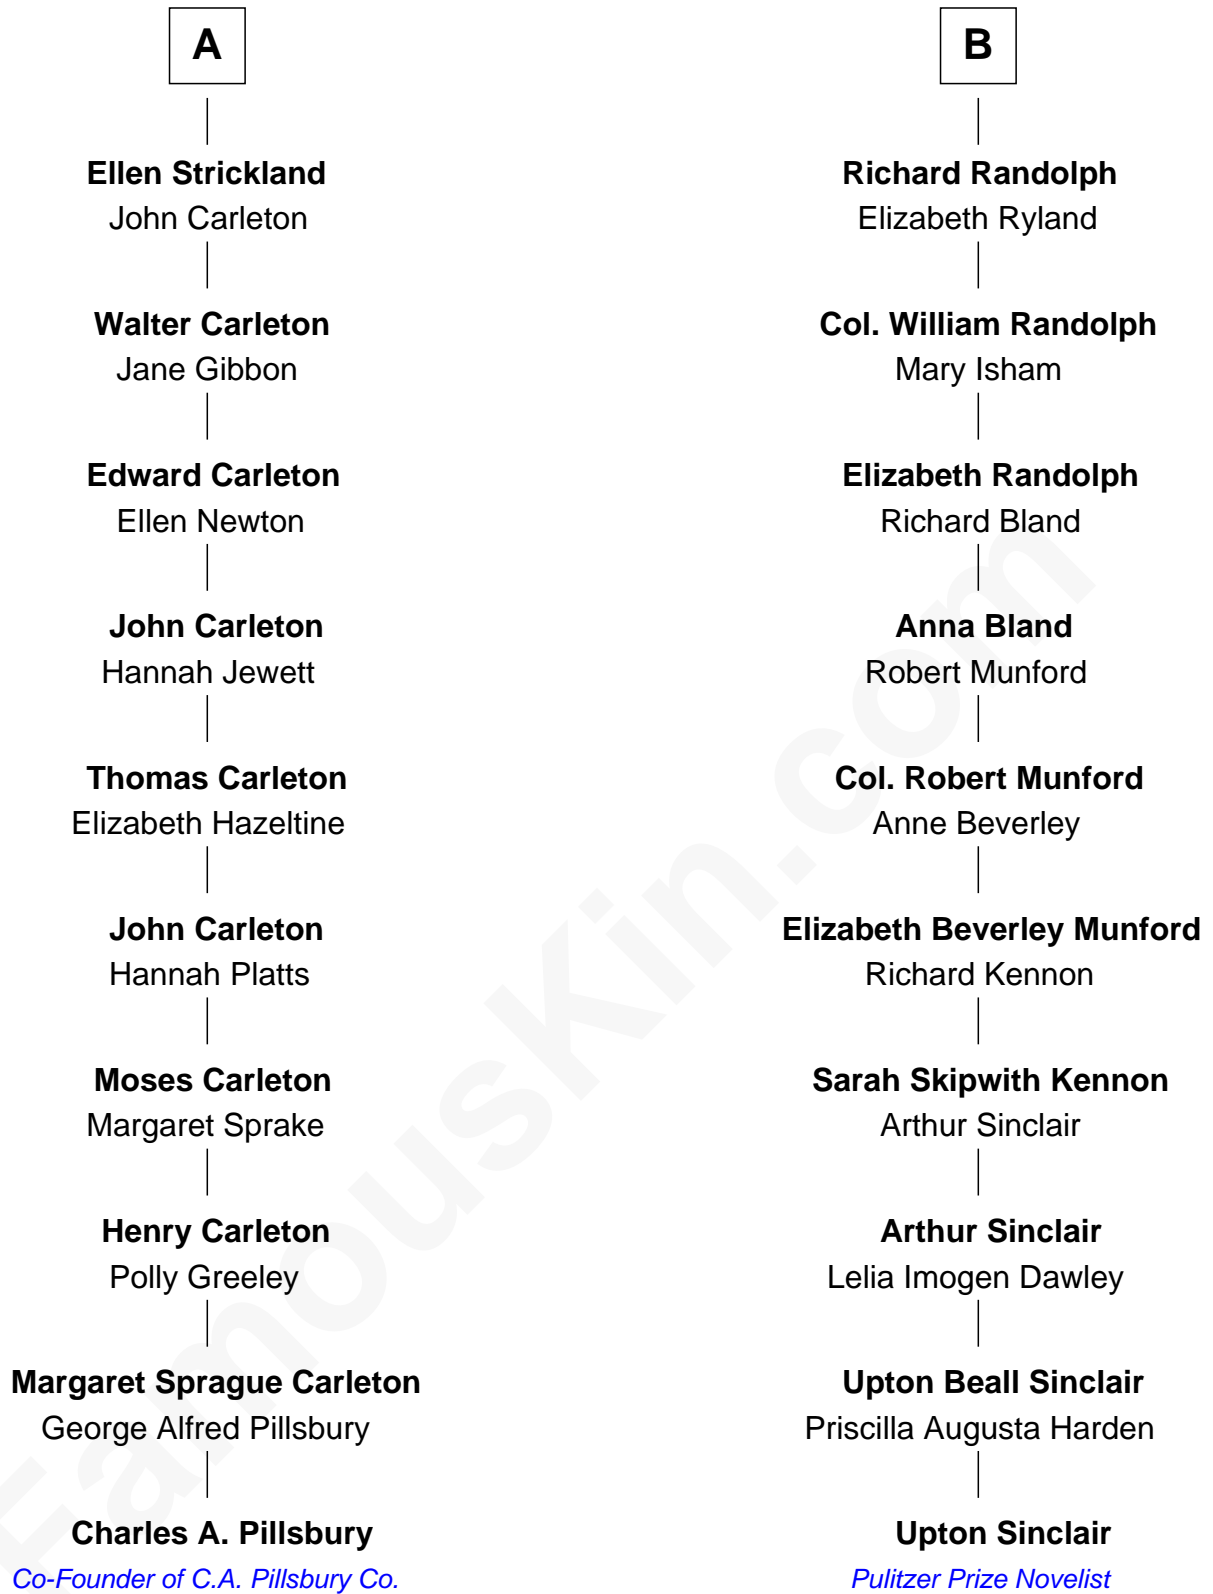 A
Ellen Strickland
John Carleton
Walter Carleton
Jane Gibbon
Edward Carleton
Ellen Newton
John Carleton
Hannah Jewett
Thomas Carleton
Elizabeth Hazeltine
John Carleton
Hannah Platts
Moses Carleton
Margaret Sprake
Henry Carleton
Polly Greeley
Margaret Sprague Carleton
George Alfred Pillsbury
Charles A. Pillsbury
Co-Founder of C.A. Pillsbury Co.
B
Richard Randolph
Elizabeth Ryland
Col. William Randolph
Mary Isham
Elizabeth Randolph
Richard Bland
Anna Bland
Robert Munford
Col. Robert Munford
Anne Beverley
Elizabeth Beverley Munford
Richard Kennon
Sarah Skipwith Kennon
Arthur Sinclair
Arthur Sinclair
Lelia Imogen Dawley
Upton Beall Sinclair
Priscilla Augusta Harden
Upton Sinclair
Pulitzer Prize Novelist
FamousKin.com